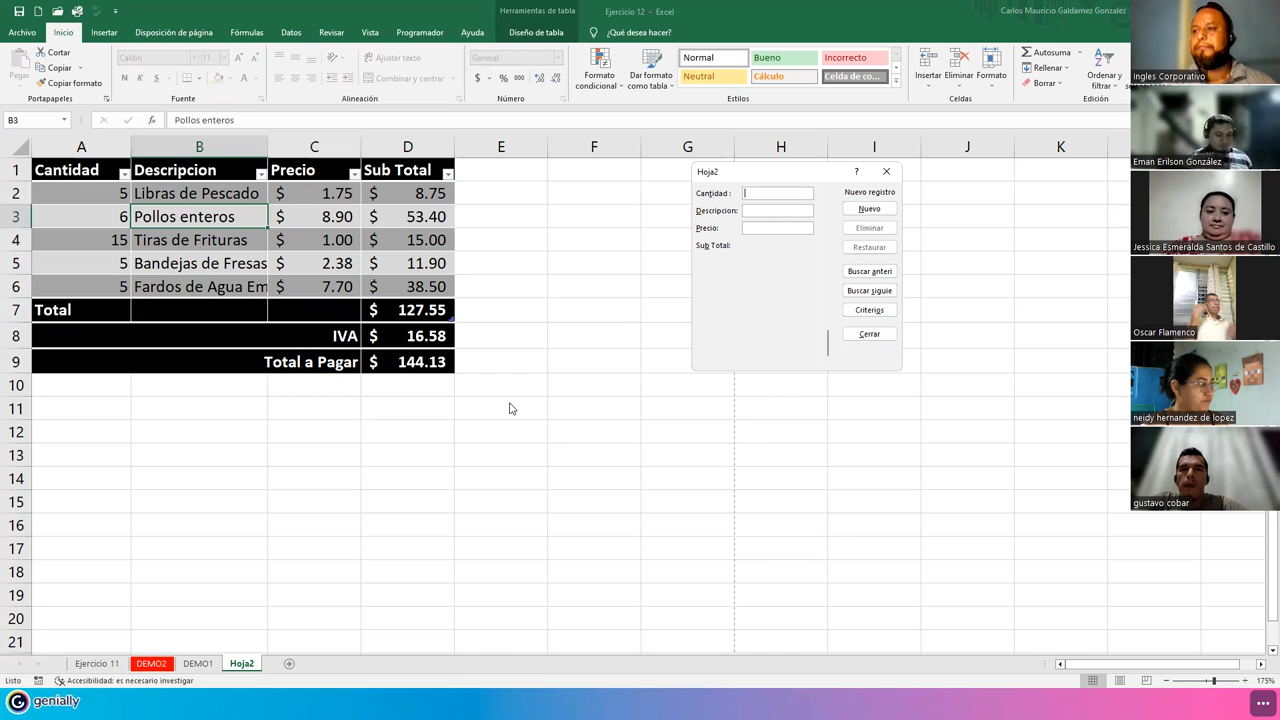 Herramientas de tabla
Ejercicio 12 - Excel
Carlos Mauricio Galdamez Gonzalez
Archivo Inicio Insertar Disposición de página Fórmulas Datos Revisar Vista Programador Ayuda Diseño de tabla ¿Qué desea hacer?
Pegar
Cortar
Copiar
Copiar formato
Portapapeles
Calibri 11
N K S
Fuente
Ajustar texto
Combinar y centrar
Alineación
General
$ % 000
Número
Formato condicional
Dar formato como tabla
Normal Bueno Incorrecto
Neutral Cálculo Celda de co...
Estilos
Insertar Eliminar Formato
Celdas
Autosuma
Rellenar
Borrar
Ordenar y filtrar
Edición
B3 fx Pollos enteros
A B C D E F G H I J K
1 Cantidad Descripcion Precio Sub Total
2 5 Libras de Pescado $ 1.75 $ 8.75
3 6 Pollos enteros $ 8.90 $ 53.40
4 15 Tiras de Frituras $ 1.00 $ 15.00
5 5 Bandejas de Fresas $ 2.38 $ 11.90
6 5 Fardos de Agua Em $ 7.70 $ 38.50
7 Total $ 127.55
8 IVA $ 16.58
9 Total a Pagar $ 144.13
10
11
12
13
14
15
16
17
18
19
20
21
Hoja2 ?
Cantidad :
Descripcion:
Precio:
Sub Total:
Nuevo registro
Nuevo
Eliminar
Restaurar
Buscar anteri
Buscar siguie
Criterios
Cerrar
Ingles Corporativo
Eman Erilson González
Jessica Esmeralda Santos de Castillo
Oscar Flamenco
neidy hernandez de lopez
gustavo cobar
Ejercicio 11 DEMO2 DEMO1 Hoja2
Listo Accesibilidad: es necesario investigar 175%
genially